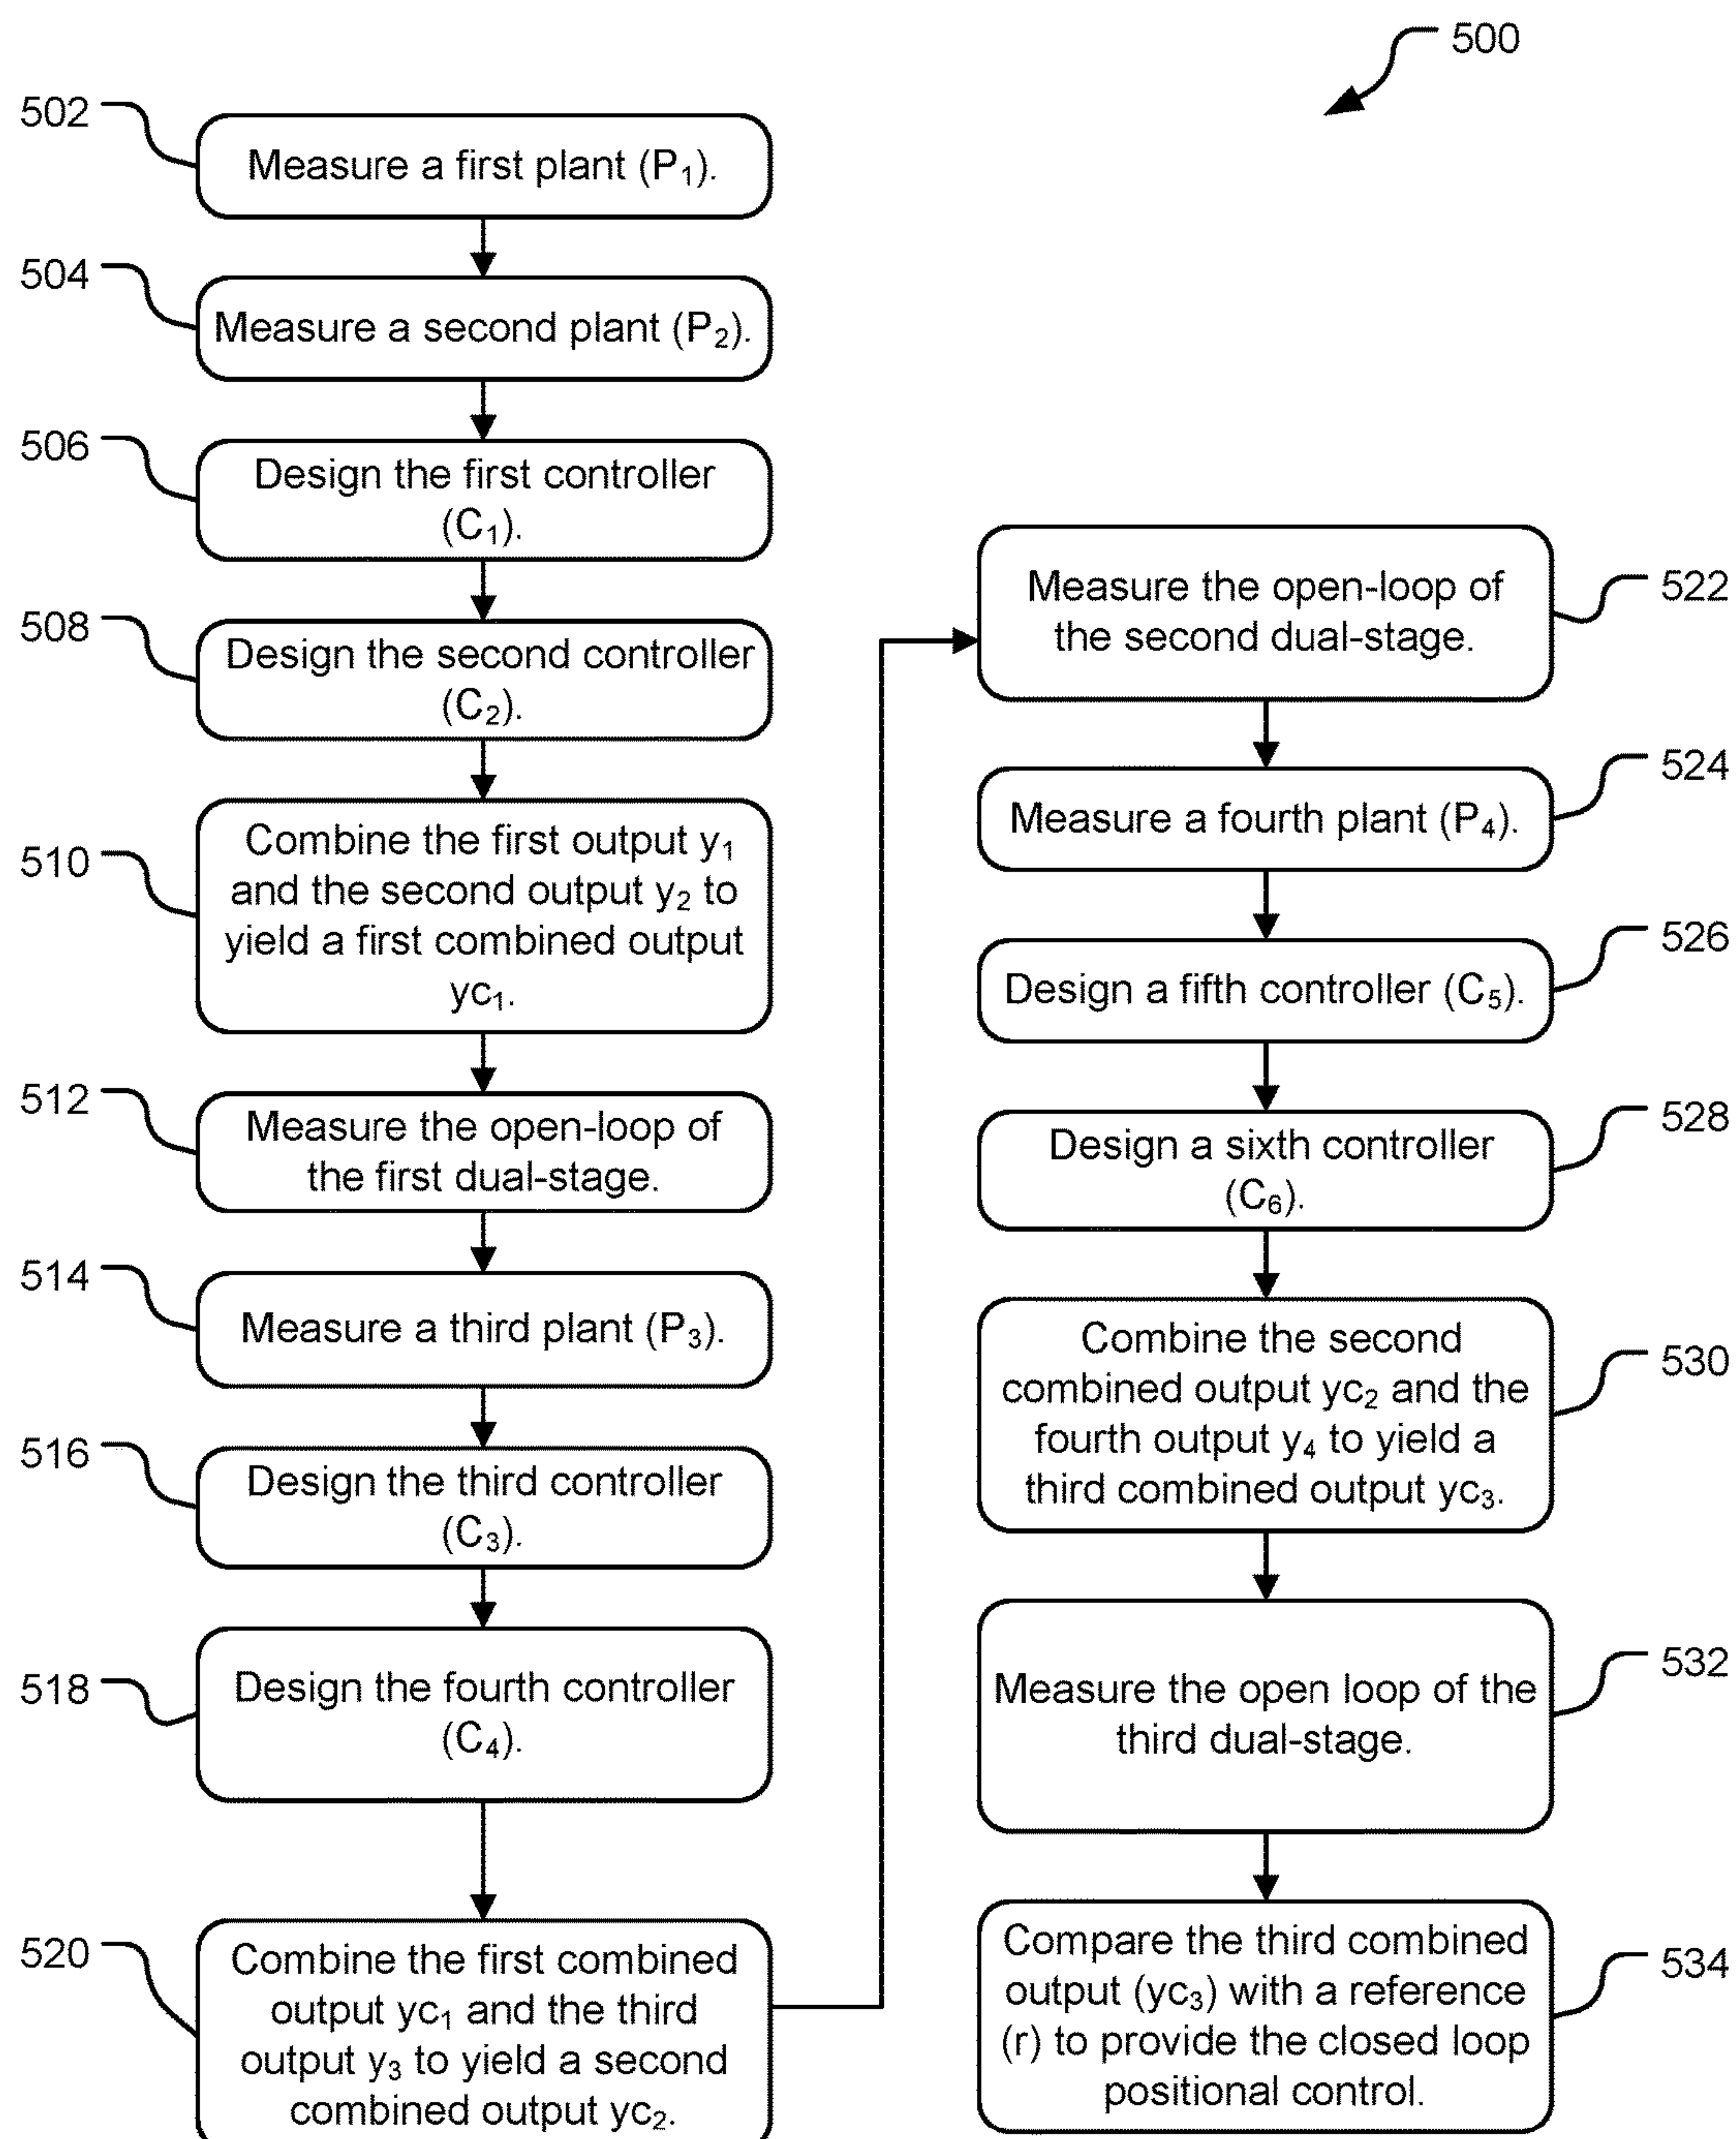 500
502
Measure a first plant (P₁).
504
Measure a second plant (P₂).
506
Design the first controller
(C₁).
508
Design the second controller
(C₂).
510
Combine the first output y₁
and the second output y₂ to
yield a first combined output
yc₁.
512
Measure the open-loop of
the first dual-stage.
514
Measure a third plant (P₃).
516
Design the third controller
(C₃).
518
Design the fourth controller
(C₄).
520
Combine the first combined
output yc₁ and the third
output y₃ to yield a second
combined output yc₂.
Measure the open-loop of
the second dual-stage.
522
Measure a fourth plant (P₄).
524
Design a fifth controller (C₅).
526
Design a sixth controller
(C₆).
528
Combine the second
combined output yc₂ and the
fourth output y₄ to yield a
third combined output yc₃.
530
Measure the open loop of the
third dual-stage.
532
Compare the third combined
output (yc₃) with a reference
(r) to provide the closed loop
positional control.
534